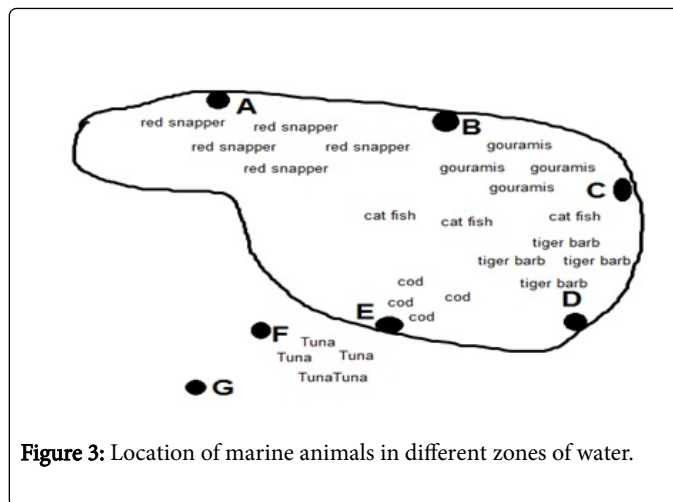 A
red snapper
red snapper
red snapper
red snapper
red snapper
B
gouramis
gouramis
gouramis
gouramis
C
cat fish
cat fish
cat fish
tiger barb
tiger barb
tiger barb
tiger barb
D
cod
cod
cod
cod
E
F
Tuna
Tuna
Tuna
TunaTuna
G
Figure 3: Location of marine animals in different zones of water.